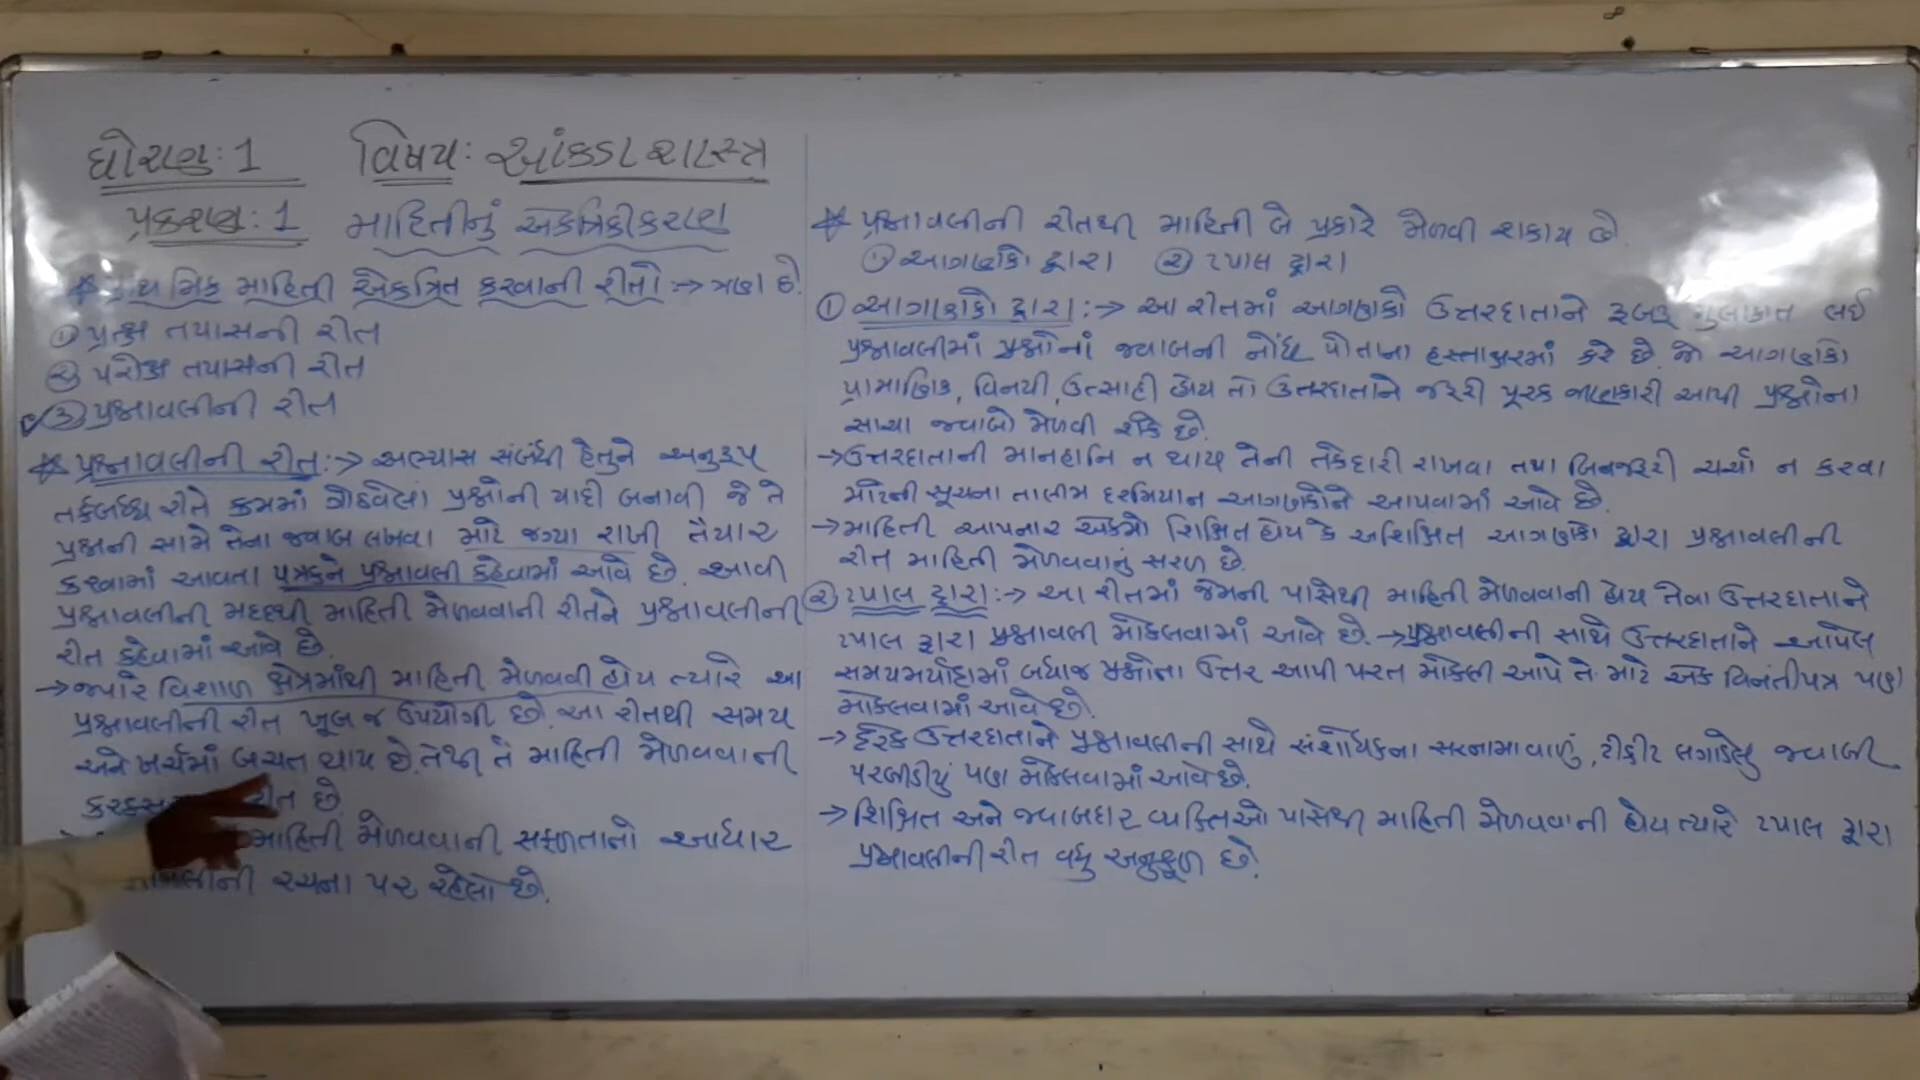 ધોરણ: 1 વિષય: આંકડાશાસ્ત્ર
પ્રકરણ: 1 માહિતીનું એકત્રિકીકરણ
* પ્રાથમિક માહિતી એકત્રિત કરવાની રીતો :→ ત્રણ છે.
① પ્રત્યક્ષ તપાસની રીત
② પરોક્ષ તપાસની રીત
✓③ પ્રશ્નાવલીની રીત
* પ્રશ્નાવલીની રીત :→ અભ્યાસ સંબંધી હેતુને અનુરૂપ
તર્કબધ્ધ રીતે ક્રમમાં ગોઠવેલા પ્રશ્નોની યાદી બનાવી જે તે
પ્રશ્નની સામે તેના જવાબ લખવા માટે જગ્યા રાખી તૈયાર
કરવામાં આવતા પત્રકને પ્રશ્નાવલી કહેવામાં આવે છે. આવી
પ્રશ્નાવલીની મદદથી માહિતી મેળવવાની રીતને પ્રશ્નાવલીની
રીત કહેવામાં આવે છે.
→ જ્યારે વિશાળ ક્ષેત્રમાંથી માહિતી મેળવવી હોય ત્યારે આ
પ્રશ્નાવલીની રીત ખૂબ જ ઉપયોગી છે. આ રીતથી સમય
અને ખર્ચમાં બચત થાય છે. તેથી તે માહિતી મેળવવાની
રીત છે.
માહિતી મેળવવાની સફળતાનો આધાર
રચના પર રહેલો છે.
* પ્રશ્નાવલીની રીતથી માહિતી બે પ્રકારે મેળવી શકાય છે.
① આગણકો દ્વારા ② ટપાલ દ્વારા
① આગણકો દ્વારા :→ આ રીતમાં આગણકો ઉત્તરદાતાને રૂબરૂ મુલાકાત લઈ
પ્રશ્નાવલીમાં પ્રશ્નોનાં જવાબની નોંધ પોતાના હસ્તાક્ષરમાં કરે છે. જો આગણકો
પ્રામાણિક, વિનયી, ઉત્સાહી હોય તો ઉત્તરદાતાને જરૂરી પૂરક જાણકારી આપી પ્રશ્નોના
સાચા જવાબો મેળવી શકે છે.
→ ઉત્તરદાતાની માનહાનિ ન થાય તેની તકેદારી રાખવા તથા બિનજરૂરી ચર્ચા ન કરવા
માટેની સૂચના તાલીમ દરમિયાન આગણકોને આપવામાં આવે છે.
→ માહિતી આપનાર એકમો શિક્ષિત હોય કે અશિક્ષિત આગણકો દ્વારા પ્રશ્નાવલીની
રીત માહિતી મેળવવાનું સરળ છે.
② ટપાલ દ્વારા :→ આ રીતમાં જેમની પાસેથી માહિતી મેળવવાની હોય તેવા ઉત્તરદાતાને
ટપાલ દ્વારા પ્રશ્નાવલી મોકલવામાં આવે છે. → પ્રશ્નાવલીની સાથે ઉત્તરદાતાને આપેલ
સમયમર્યાદામાં બધાજ પ્રશ્નોના ઉત્તર આપી પરત મોકલી આપે તે માટે એક વિનંતીપત્ર પણ
મોકલવામાં આવે છે.
→ દરેક ઉત્તરદાતાને પ્રશ્નાવલીની સાથે સંશોધકના સરનામાવાળું, ટીકીટ લગાડેલુ જવાબી
પરબીડીયું પણ મોકલવામાં આવે છે.
→ શિક્ષિત અને જવાબદાર વ્યક્તિઓ પાસેથી માહિતી મેળવવાની હોય ત્યારે ટપાલ દ્વારા
પ્રશ્નાવલીની રીત વધુ અનુકૂળ છે.